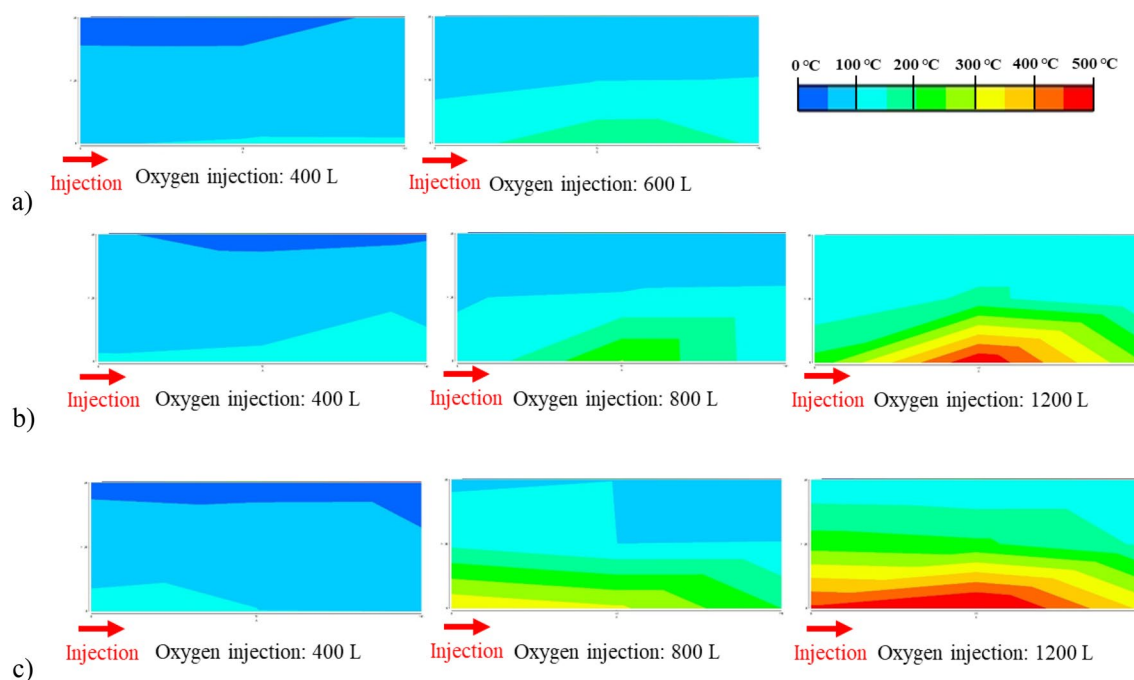 0 °C 100 °C 200 °C 300 °C 400 °C 500 °C
Injection Oxygen injection: 400 L
Injection Oxygen injection: 600 L
a)
Injection Oxygen injection: 400 L
Injection Oxygen injection: 800 L
Injection Oxygen injection: 1200 L
b)
Injection Oxygen injection: 400 L
Injection Oxygen injection: 800 L
Injection Oxygen injection: 1200 L
c)